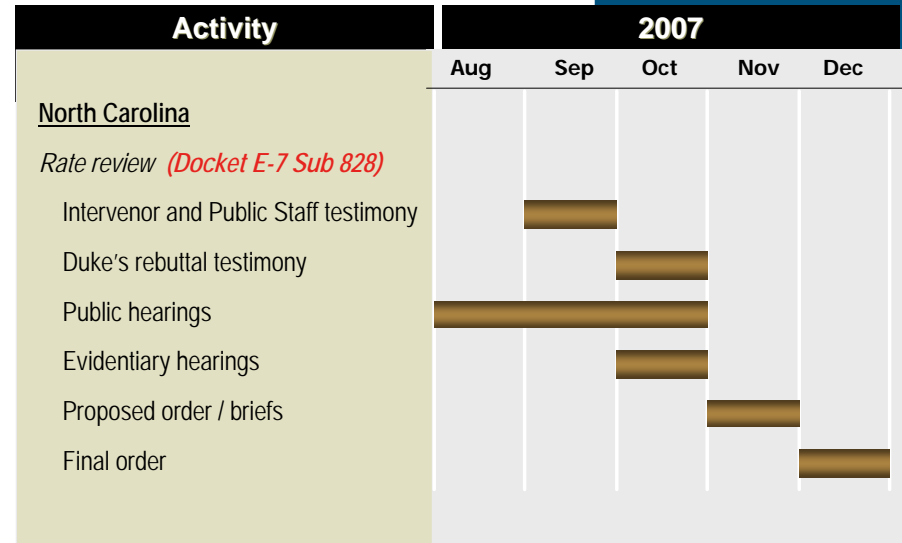 Activity 2007
Aug Sep Oct Nov Dec
North Carolina
Rate review (Docket E-7 Sub 828)
Intervenor and Public Staff testimony
Duke's rebuttal testimony
Public hearings
Evidentiary hearings
Proposed order / briefs
Final order